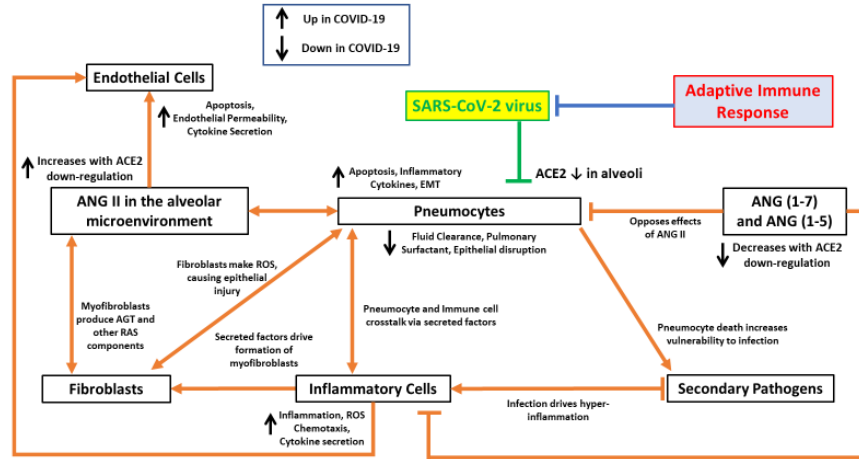 Up in COVID-19
Down in COVID-19
Endothelial Cells
Apoptosis,
Endothelial Permeability,
Cytokine Secretion
SARS-CoV-2 virus
Adaptive Immune
Response
Increases with ACE2
down-regulation
Apoptosis, Inflammatory
Cytokines, EMT
ACE2 ↓ in alveoli
ANG II in the alveolar
microenvironment
Pneumocytes
ANG (1-7)
and ANG (1-5)
Opposes effects
of ANG II
Fluid Clearance, Pulmonary
Surfactant, Epithelial disruption
Decreases with ACE2
down-regulation
Fibroblasts make ROS,
causing epithelial
injury
Myofibroblasts
produce AGT and
other RAS
components
Pneumocyte and Immune cell
crosstalk via secreted factors
Pneumocyte death increases
vulnerability to infection
Secreted factors drive
formation of
myofibroblasts
Fibroblasts
Inflammatory Cells
Secondary Pathogens
Infection drives hyper-
inflammation
Inflammation, ROS
Chemotaxis,
Cytokine secretion